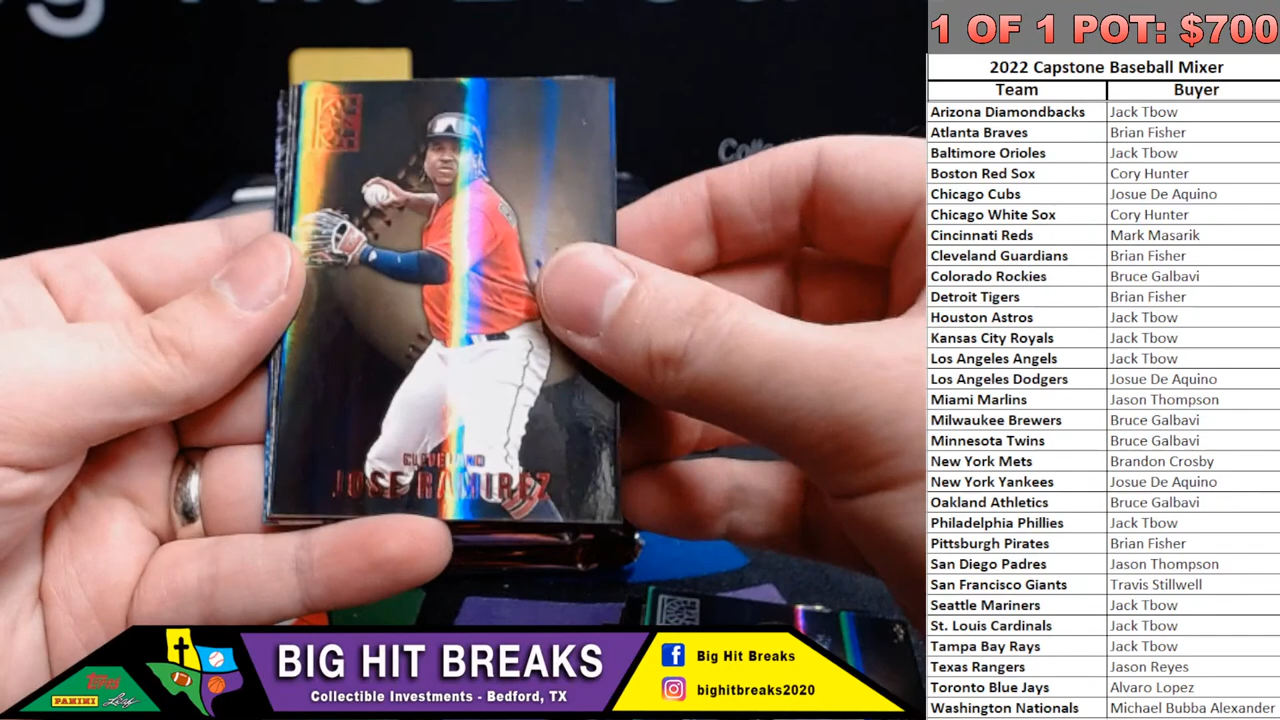 1 OF 1 POT: $700
2022 Capstone Baseball Mixer
Team Buyer
Arizona Diamondbacks Jack Tbow
Atlanta Braves Brian Fisher
Baltimore Orioles Jack Tbow
Boston Red Sox Cory Hunter
Chicago Cubs Josue De Aquino
Chicago White Sox Cory Hunter
Cincinnati Reds Mark Masarik
Cleveland Guardians Brian Fisher
Colorado Rockies Bruce Galbavi
Detroit Tigers Brian Fisher
Houston Astros Jack Tbow
Kansas City Royals Jack Tbow
Los Angeles Angels Jack Tbow
Los Angeles Dodgers Josue De Aquino
Miami Marlins Jason Thompson
Milwaukee Brewers Bruce Galbavi
Minnesota Twins Bruce Galbavi
New York Mets Brandon Crosby
New York Yankees Josue De Aquino
Oakland Athletics Bruce Galbavi
Philadelphia Phillies Jack Tbow
Pittsburgh Pirates Brian Fisher
San Diego Padres Jason Thompson
San Francisco Giants Travis Stillwell
Seattle Mariners Jack Tbow
St. Louis Cardinals Jack Tbow
Tampa Bay Rays Jack Tbow
Texas Rangers Jason Reyes
Toronto Blue Jays Alvaro Lopez
Washington Nationals Michael Bubba Alexander
CLEVELAND
JOSE RAMIREZ
Topps
PANINI Leaf
BIG HIT BREAKS
Collectible Investments - Bedford, TX
Big Hit Breaks
bighitbreaks2020